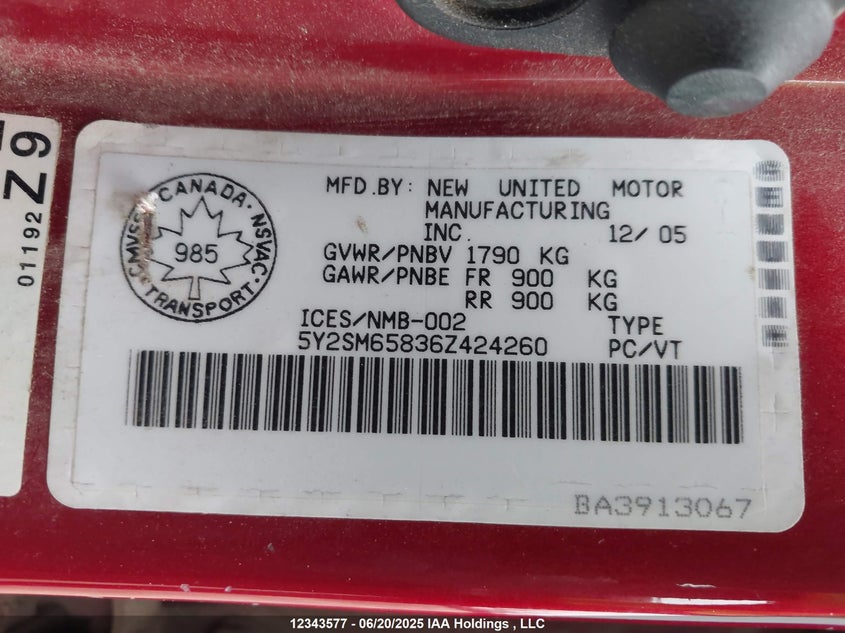 Z9
01192
CANADA · NSVAC · TRANSPORT · CMVSS
985
MFD.BY: NEW UNITED MOTOR
MANUFACTURING
INC. 12/ 05
GVWR/PNBV 1790 KG
GAWR/PNBE FR 900 KG
RR 900 KG
ICES/NMB-002 TYPE
5Y2SM65836Z424260 PC/VT
BA3913067
12343577 - 06/20/2025 IAA Holdings , LLC